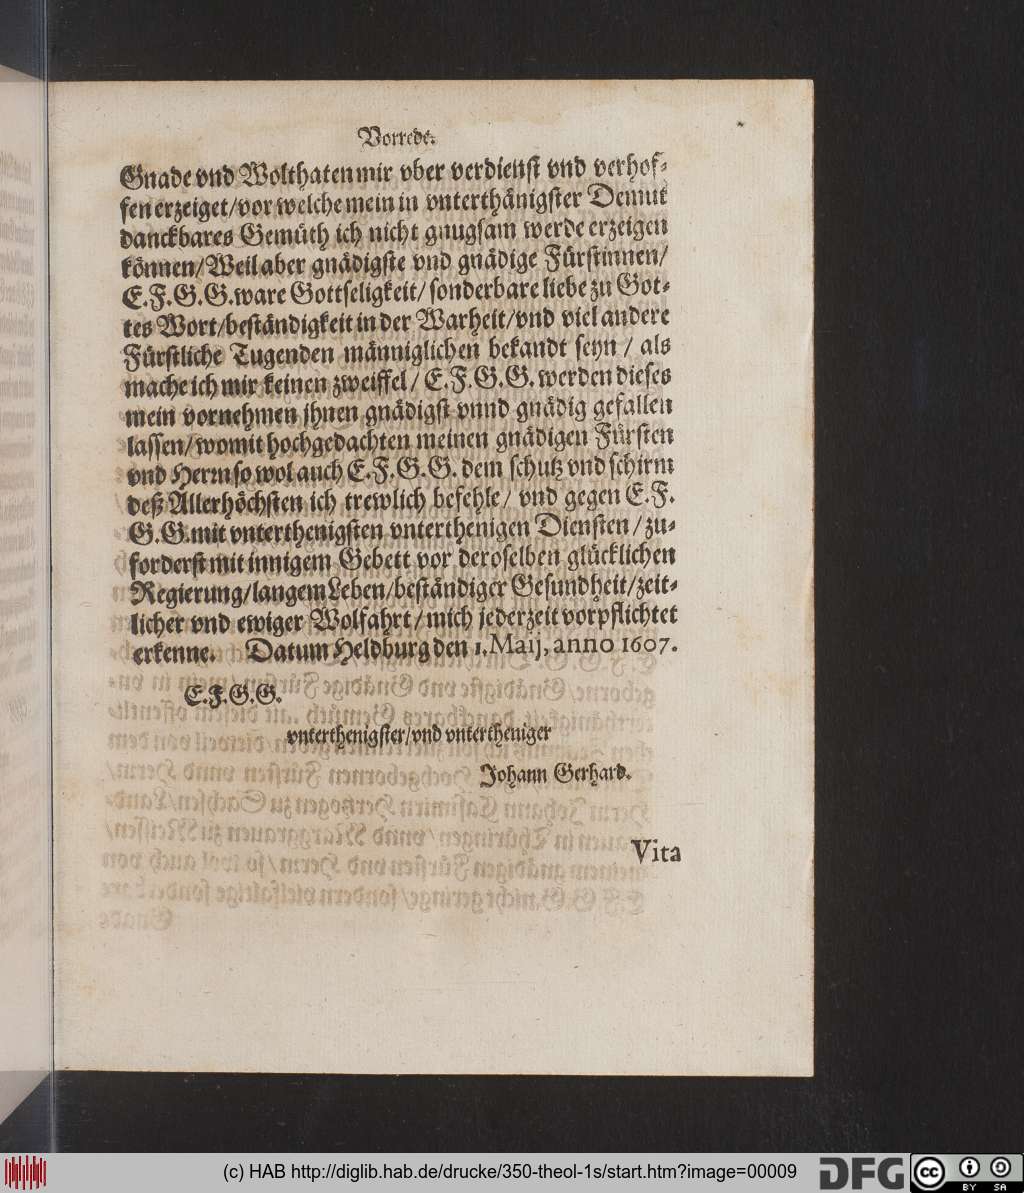 Vorrede.
Gnade vnd Wolthaten mir vber verdienst vnd verhof-
fen erzeiget/vor welche mein in vnterthänigster Demut
danckbares Gemüth ich nicht gnugsam werde erzeigen
können/Weil aber gnädigste vnd gnädige Fürstinnen/
E.F.G.G.ware Gottseligkeit/sonderbare liebe zu Got-
tes Wort/beständigkeit in der Warheit/vnd viel andere
Fürstliche Tugenden männiglichen bekandt seyn / als
mache ich mir keinen zweiffel / E.F.G.G. werden dieses
mein vornehmen jhnen gnädigst vnnd gnädig gefallen
lassen/womit hochgedachten meinen gnädigen Fürsten
vnd Herrn so wol auch E.F.G.G. dem schutz vnd schirm
deß Allerhöchsten ich trewlich befehle/ vnd gegen E.F.
G.G.mit vnterthenigsten vnterthenigen Diensten / zu-
forderst mit innigem Gebett vor deroselben glücklichen
Regierung/langem Leben/beständiger Gesundheit/zeit-
licher vnd ewiger Wolfahrt/mich jederzeit vorpflichtet
erkenne. Datum Heldburg den 1.Maij, anno 1607.
E.F.G.G.
vnterthenigster/vnd vntertheniger
Johann Gerhard.
Vita
(c) HAB http://diglib.hab.de/drucke/350-theol-1s/start.htm?image=00009
DFG
cc BY SA